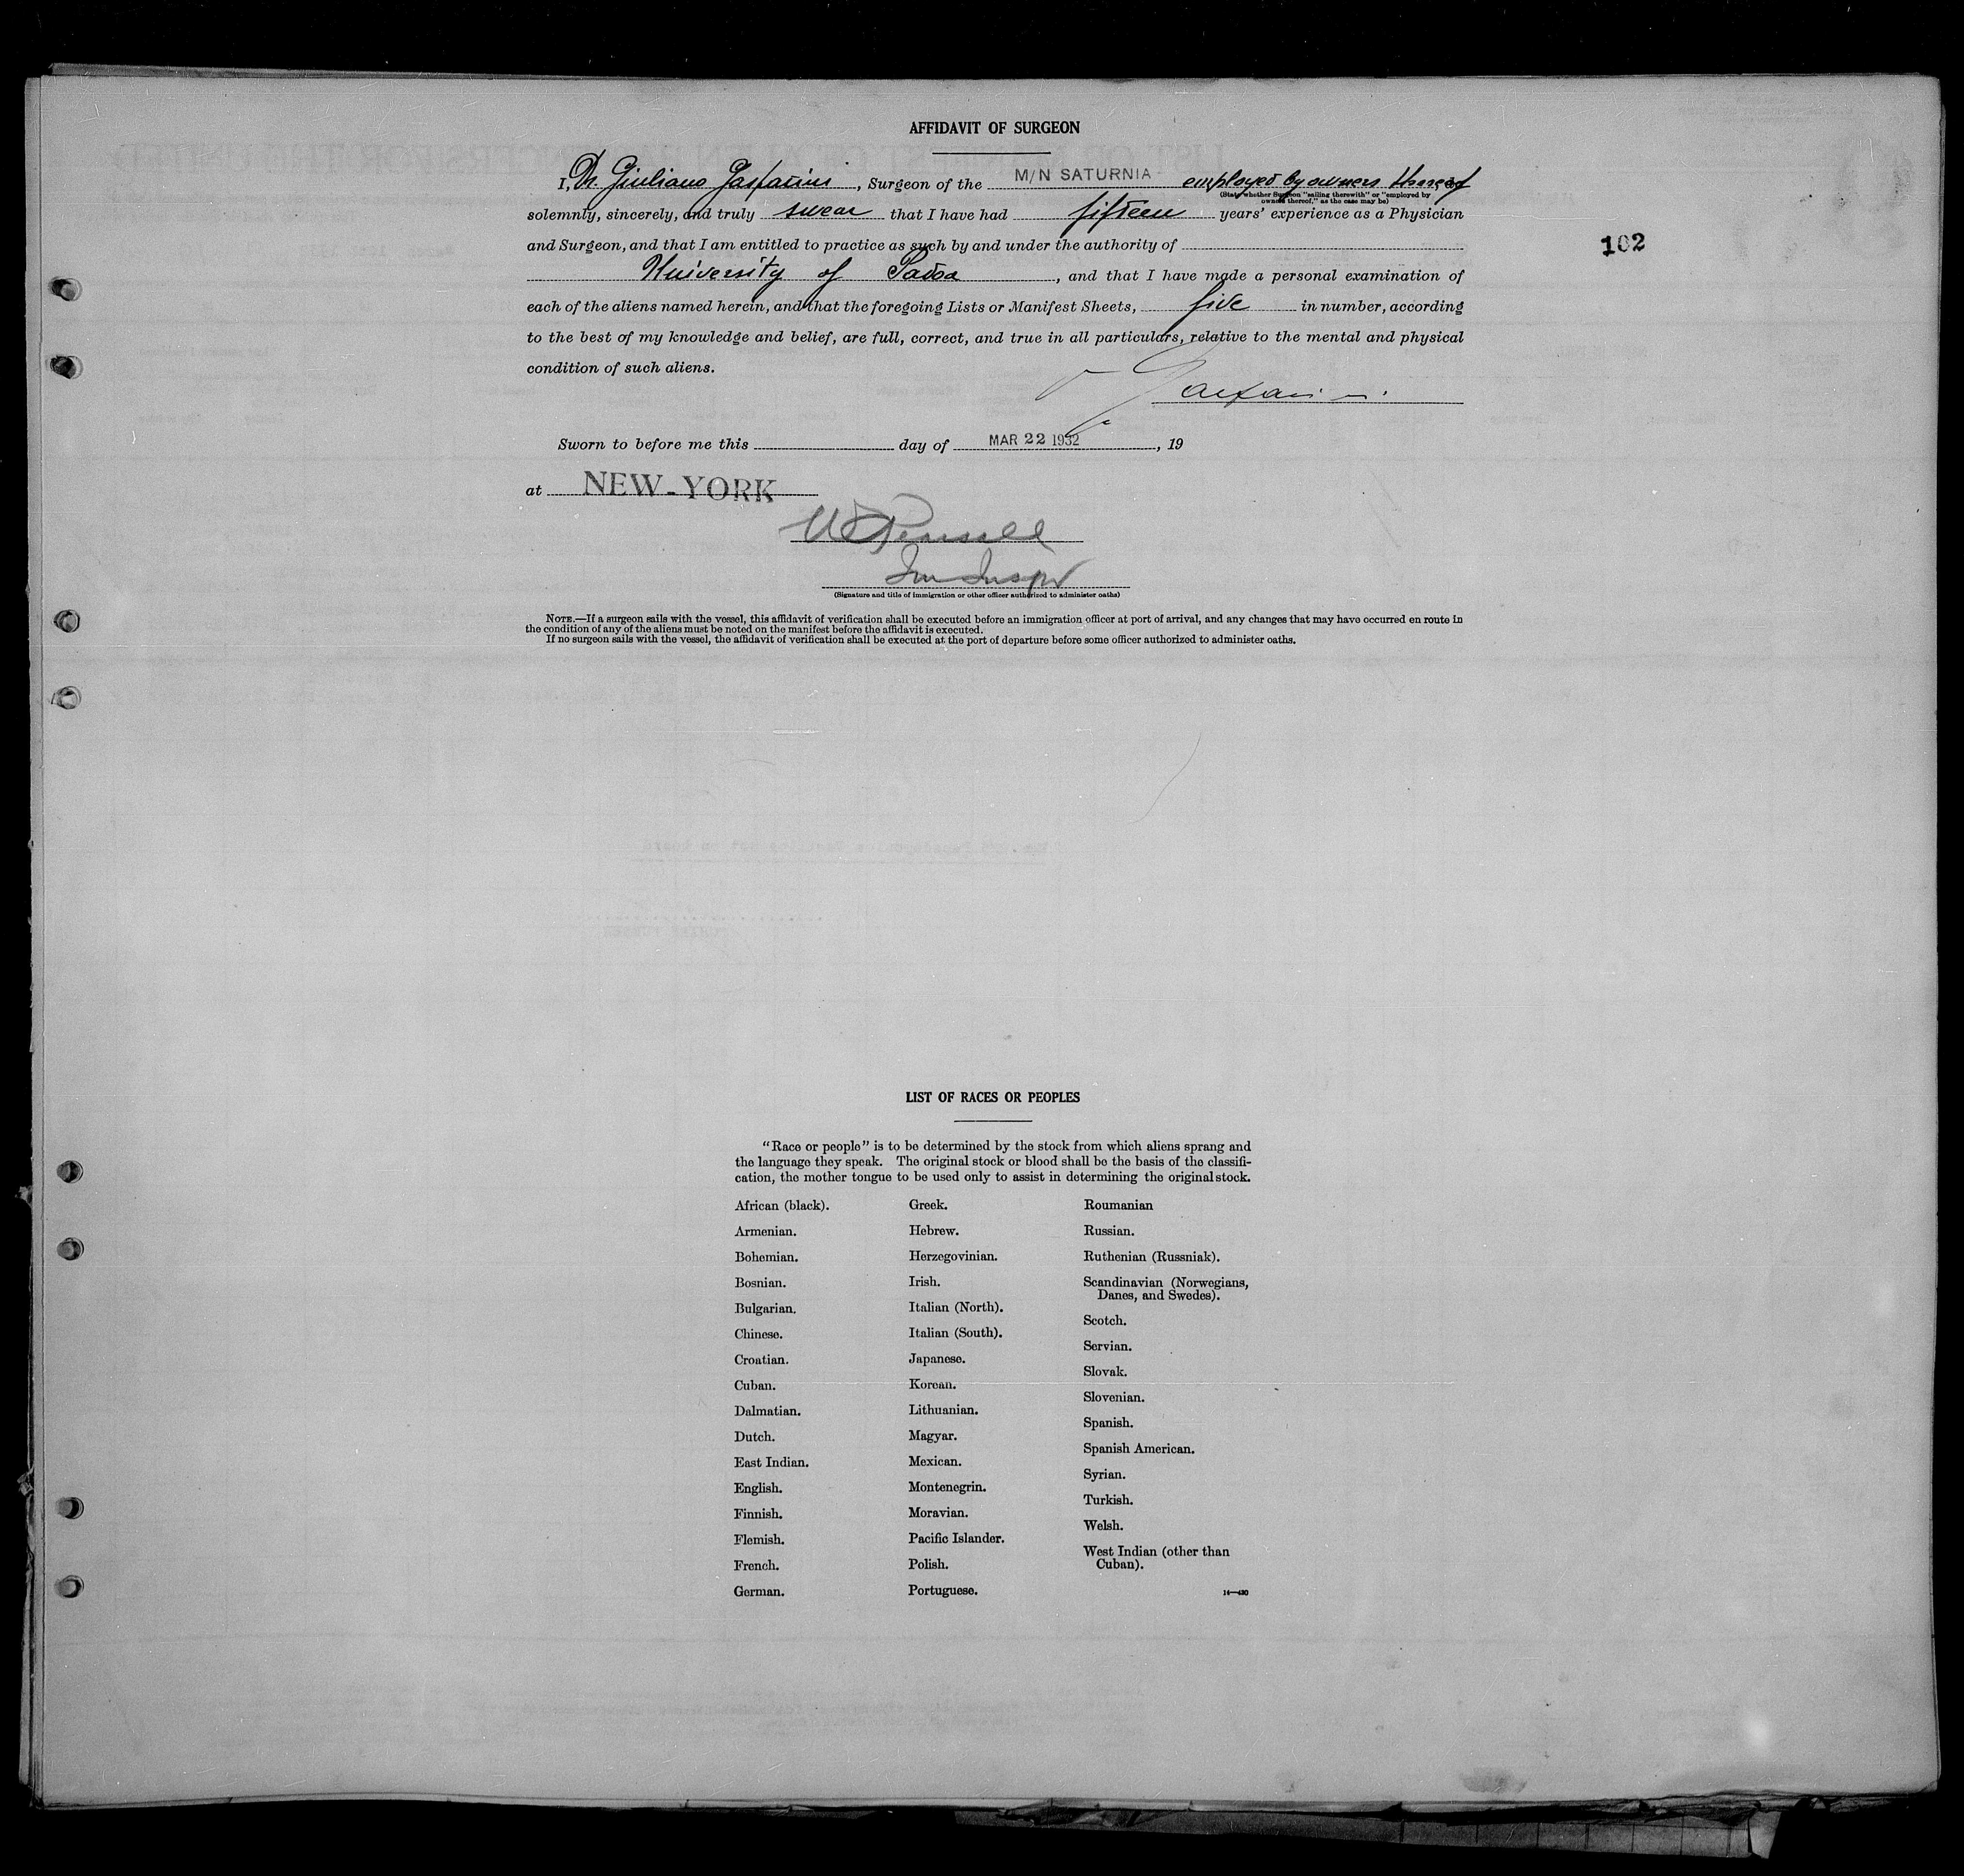 AFFIDAVIT OF SURGEON
I, Dr. Giuliano Gasparini, Surgeon of the M/N SATURNIA employed by owners thereof
(State whether Surgeon "sailing therewith" or "employed by owners thereof," as the case may be)
solemnly, sincerely, and truly swear that I have had fifteen years' experience as a Physician
and Surgeon, and that I am entitled to practice as such by and under the authority of
102
University of Padoa, and that I have made a personal examination of
each of the aliens named herein, and that the foregoing Lists or Manifest Sheets, five in number, according
to the best of my knowledge and belief, are full, correct, and true in all particulars, relative to the mental and physical
condition of such aliens.
Gasparini
Sworn to before me this day of MAR 22 1932, 19
at NEW-YORK
Imm Inspr
(Signature and title of immigration or other officer authorized to administer oaths)
NOTE.—If a surgeon sails with the vessel, this affidavit of verification shall be executed before an immigration officer at port of arrival, and any changes that may have occurred en route in
the condition of any of the aliens must be noted on the manifest before the affidavit is executed.
If no surgeon sails with the vessel, the affidavit of verification shall be executed at the port of departure before some officer authorized to administer oaths.
LIST OF RACES OR PEOPLES
"Race or people" is to be determined by the stock from which aliens sprang and
the language they speak. The original stock or blood shall be the basis of the classifi-
cation, the mother tongue to be used only to assist in determining the original stock.
African (black).
Armenian.
Bohemian.
Bosnian.
Bulgarian.
Chinese.
Croatian.
Cuban.
Dalmatian.
Dutch.
East Indian.
English.
Finnish.
Flemish.
French.
German.
Greek.
Hebrew.
Herzegovinian.
Irish.
Italian (North).
Italian (South).
Japanese.
Korean.
Lithuanian.
Magyar.
Mexican.
Montenegrin.
Moravian.
Pacific Islander.
Polish.
Portuguese.
Roumanian
Russian.
Ruthenian (Russniak).
Scandinavian (Norwegians,
Danes, and Swedes).
Scotch.
Servian.
Slovak.
Slovenian.
Spanish.
Spanish American.
Syrian.
Turkish.
Welsh.
West Indian (other than
Cuban).